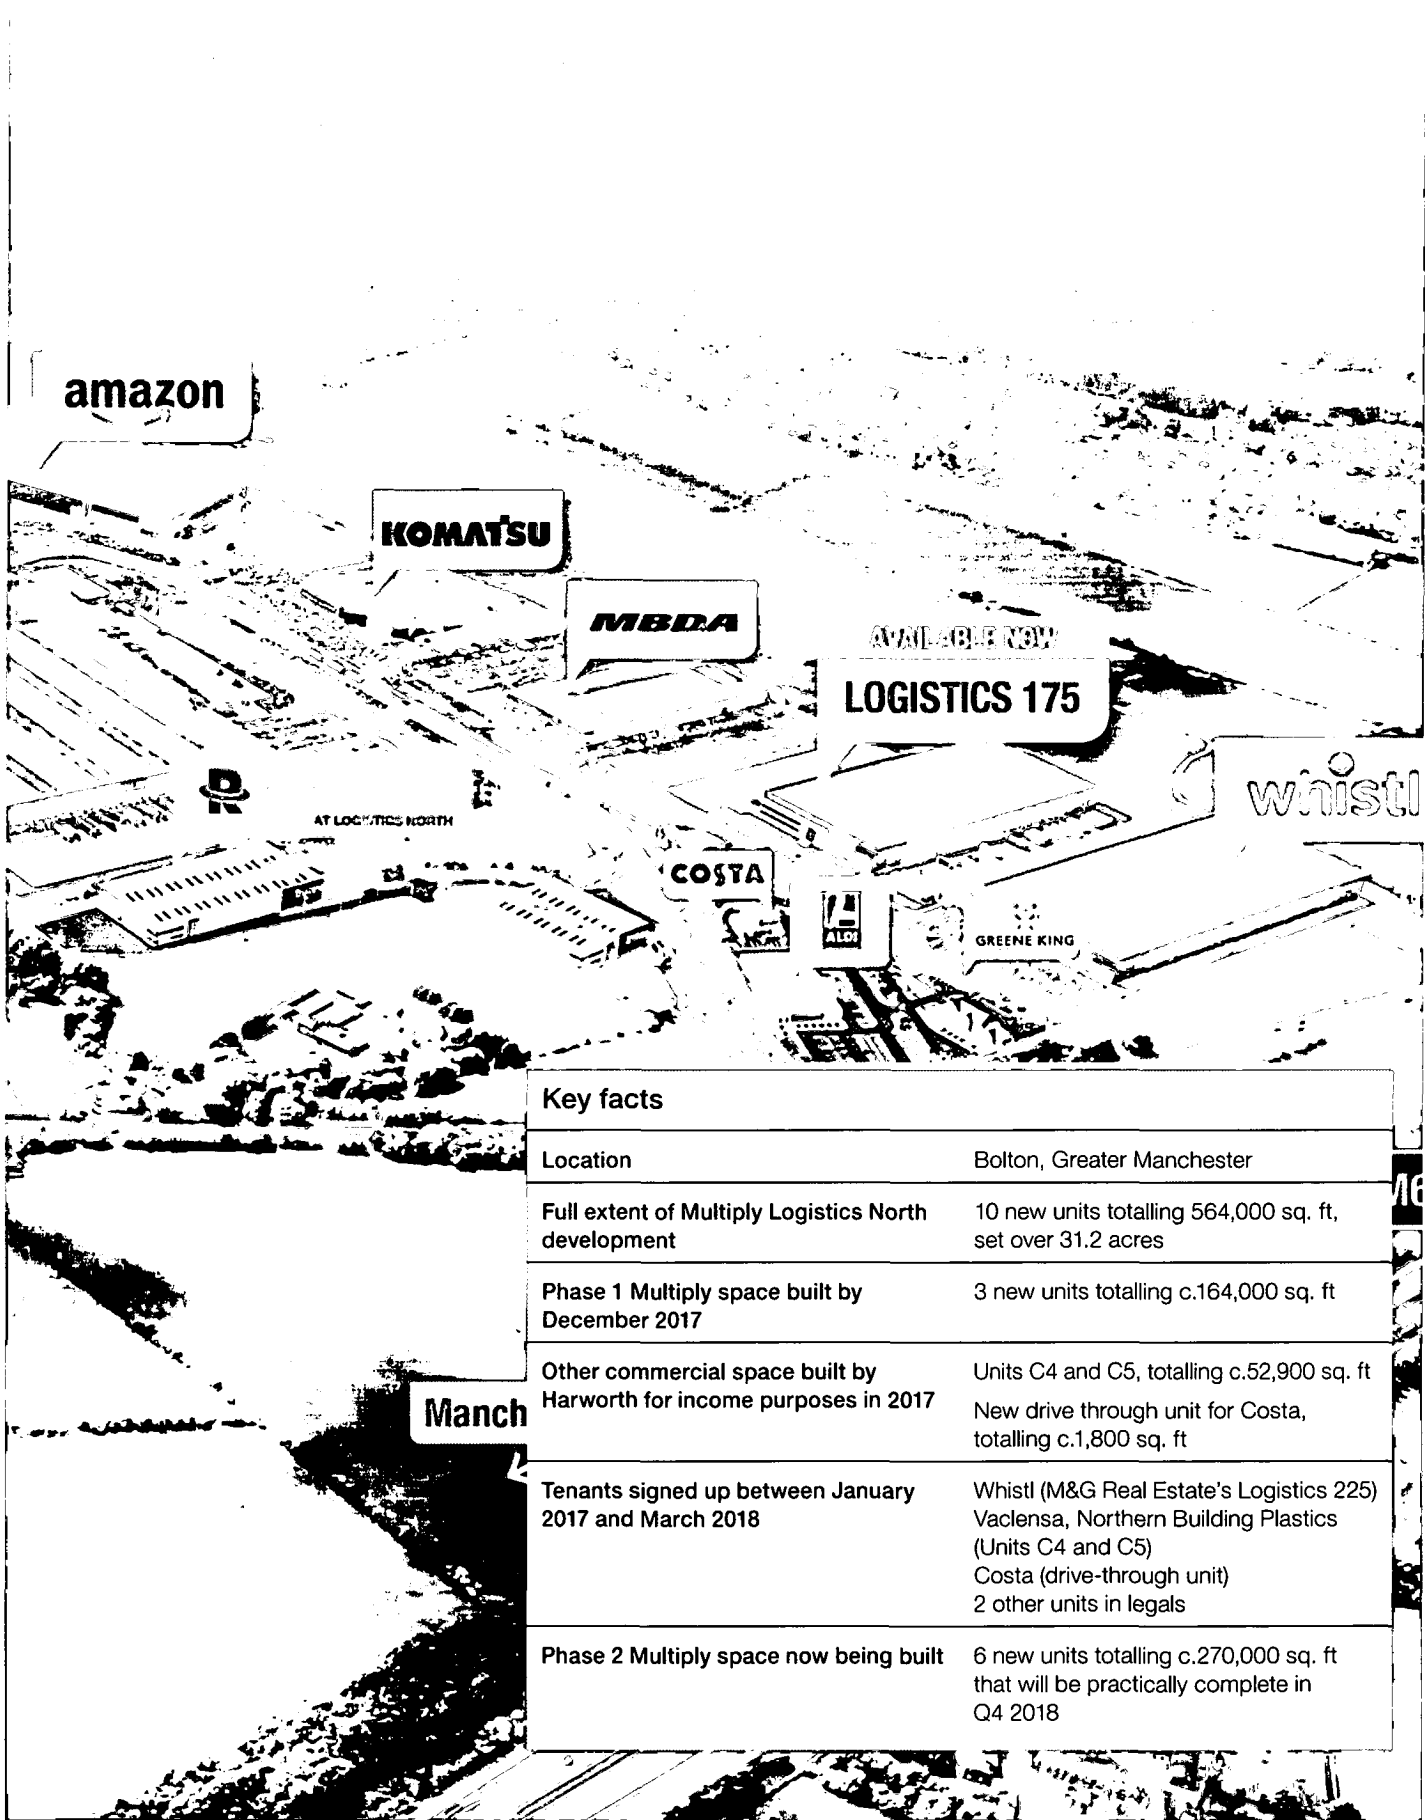 amazon
KOMATSU
MBDA
AVAILABLE NOW
LOGISTICS 175
whistl
R
AT LOGISTICS NORTH
COSTA
ALDI
GREENE KING
Key facts
Location
Bolton, Greater Manchester
M6
Full extent of Multiply Logistics North
development
10 new units totalling 564,000 sq. ft,
set over 31.2 acres
Phase 1 Multiply space built by
December 2017
3 new units totalling c.164,000 sq. ft
Other commercial space built by
Harworth for income purposes in 2017
Units C4 and C5, totalling c.52,900 sq. ft
New drive through unit for Costa,
totalling c.1,800 sq. ft
Manch
Tenants signed up between January
2017 and March 2018
Whistl (M&G Real Estate's Logistics 225)
Vaclensa, Northern Building Plastics
(Units C4 and C5)
Costa (drive-through unit)
2 other units in legals
Phase 2 Multiply space now being built
6 new units totalling c.270,000 sq. ft
that will be practically complete in
Q4 2018